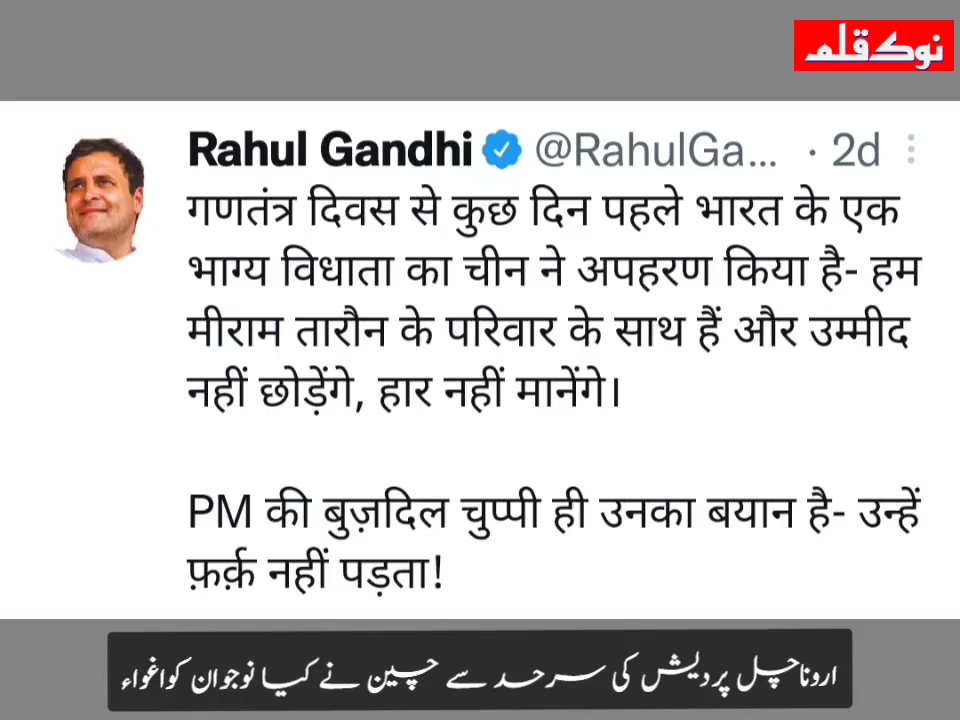 نوک قلم
Rahul Gandhi @RahulGa... · 2d
गणतंत्र दिवस से कुछ दिन पहले भारत के एक
भाग्य विधाता का चीन ने अपहरण किया है- हम
मीराम तारौन के परिवार के साथ हैं और उम्मीद
नहीं छोड़ेंगे, हार नहीं मानेंगे।
PM की बुज़दिल चुप्पी ही उनका बयान है- उन्हें
फ़र्क़ नहीं पड़ता!
اروناچل پردیش کی سرحد سے چین نے کیا نوجوان کو اغواء